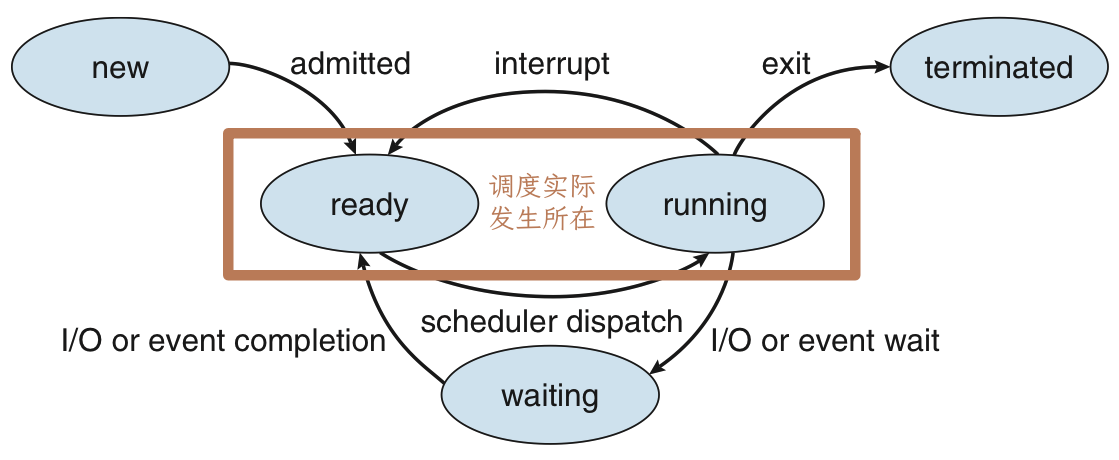 new
admitted
interrupt
exit
terminated
ready
调度实际
发生所在
running
scheduler dispatch
I/O or event completion
I/O or event wait
waiting